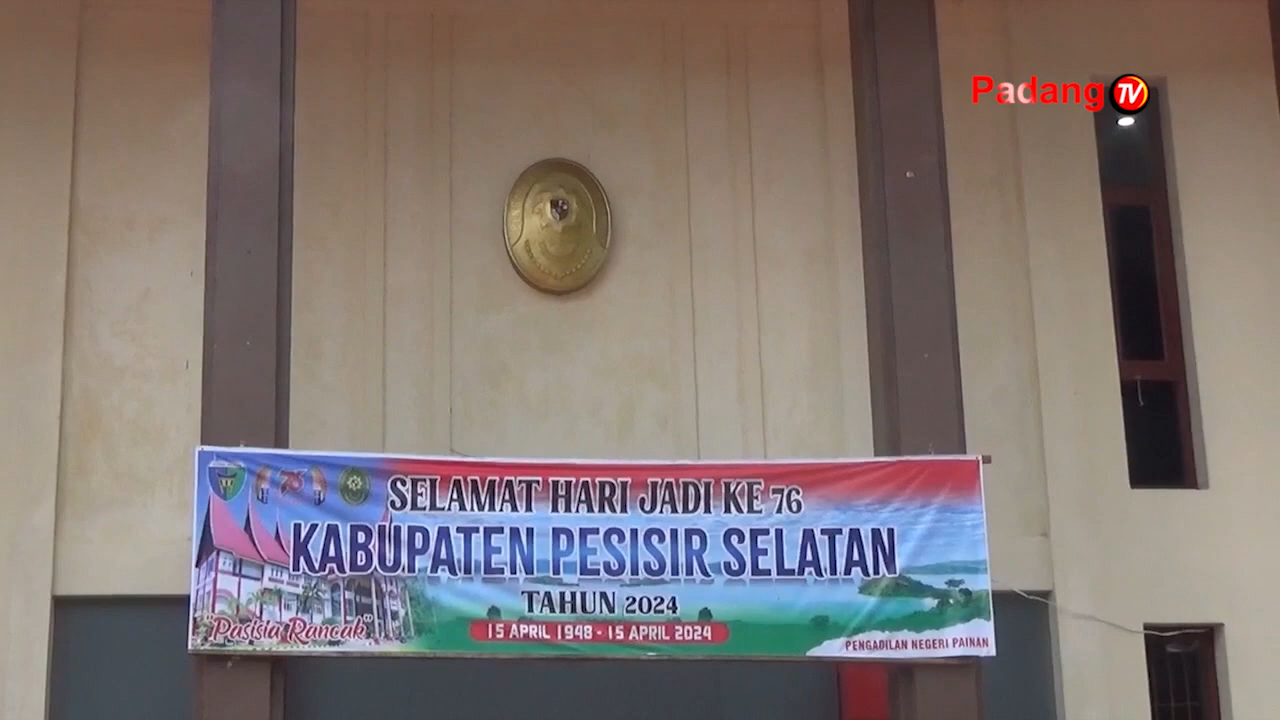 Padang TV
76
SELAMAT HARI JADI KE 76
KABUPATEN PESISIR SELATAN
TAHUN 2024
15 APRIL 1948 - 15 APRIL 2024
"Pasisia Rancak"
PENGADILAN NEGERI PAINAN